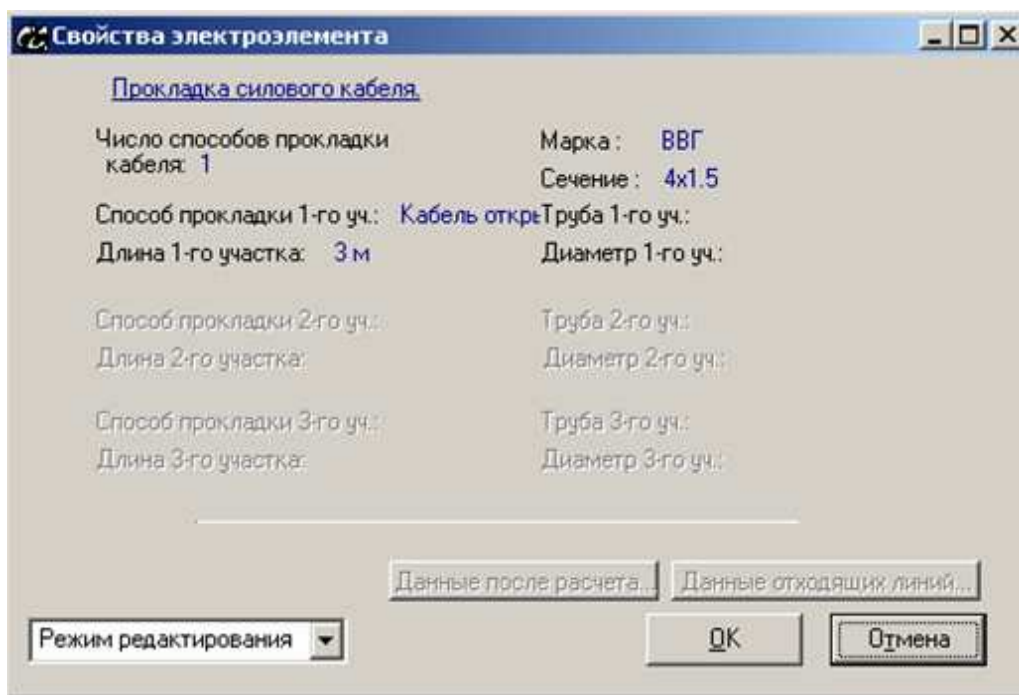 Свойства электроэлемента
Прокладка силового кабеля.
Число способов прокладки
кабеля: 1
Марка : ВВГ
Сечение : 4x1.5
Способ прокладки 1-го уч.: Кабель откры Труба 1-го уч.:
Длина 1-го участка: 3 м Диаметр 1-го уч.:
Способ прокладки 2-го уч.: Труба 2-го уч.:
Длина 2-го участка: Диаметр 2-го уч.:
Способ прокладки 3-го уч.: Труба 3-го уч.:
Длина 3-го участка: Диаметр 3-го уч.:
Данные после расчета... Данные отходящих линий...
Режим редактирования OK Отмена